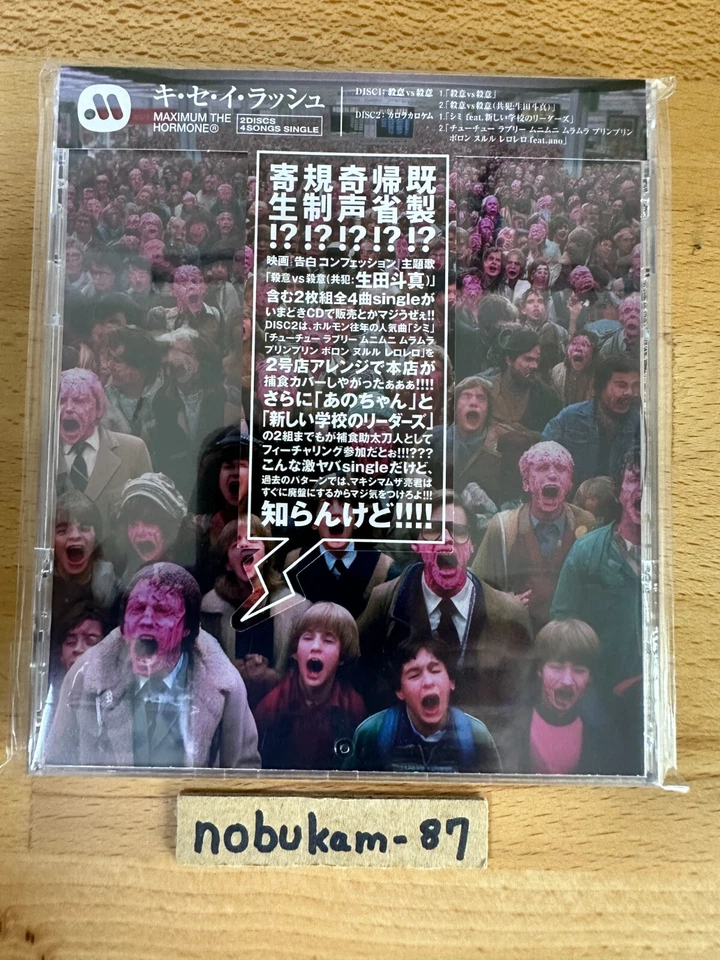 キ・セ・イ・ラッシュ
MAXIMUM THE
HORMONE®
2DISCS
4SONGS SINGLE
DISC1: 殺意vs殺意 1.「殺意vs殺意」
2.「殺意vs殺意(共犯:生田斗真)」
DISC2: カロウカロケム 1.「シミ feat.新しい学校のリーダーズ」
2.「チューチュー ラブリー ムニムニ ムラムラ プリンプリン
ボロン ヌルル レロレロ feat.ano」
寄規奇帰既
生制声省製
!?!?!?!?!?
映画『告白 コンフェッション』主題歌
「殺意vs殺意(共犯:生田斗真)」
含む2枚組全4曲singleが
いまどきCDで販売とかマジうぜぇ!!
DISC2は、ホルモン往年の人気曲「シミ」
「チューチュー ラブリー ムニムニ ムラムラ
プリンプリン ボロン ヌルル レロレロ」を
2号店アレンジで本店が
捕食カバーしやがったぁぁぁ!!!!
さらに「あのちゃん」と
「新しい学校のリーダーズ」
の2組までもが補食助太刀人として
フィーチャリング参加だとぉ!!!???
こんな激ヤバsingleだけど、
過去のパターンでは、マキシマムザ亮君は
すぐに廃盤にするからマジ気をつけろよ!!!
知らんけど!!!!
nobukam-87